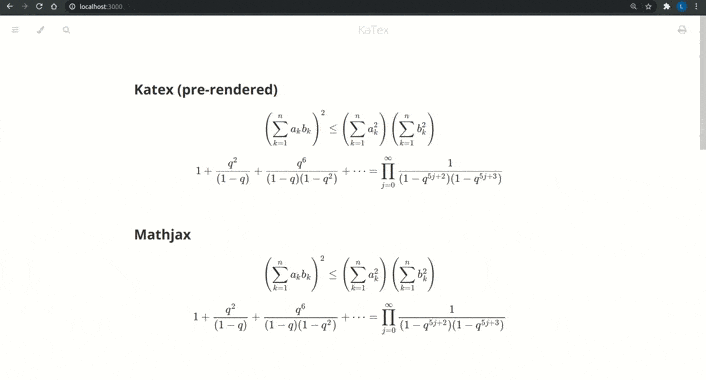 localhost:3000
KaTex
Katex (pre-rendered)
\left( \sum_{k=1}^{n} a_k b_k \right)^2 \leq \left( \sum_{k=1}^{n} a_k^2 \right) \left( \sum_{k=1}^{n} b_k^2 \right)
1 + \frac{q^2}{(1-q)} + \frac{q^6}{(1-q)(1-q^2)} + \cdots = \prod_{j=0}^{\infty} \frac{1}{(1-q^{5j+2})(1-q^{5j+3})}
Mathjax
\left( \sum_{k=1}^{n} a_k b_k \right)^2 \leq \left( \sum_{k=1}^{n} a_k^2 \right) \left( \sum_{k=1}^{n} b_k^2 \right)
1 + \frac{q^2}{(1-q)} + \frac{q^6}{(1-q)(1-q^2)} + \cdots = \prod_{j=0}^{\infty} \frac{1}{(1-q^{5j+2})(1-q^{5j+3})}